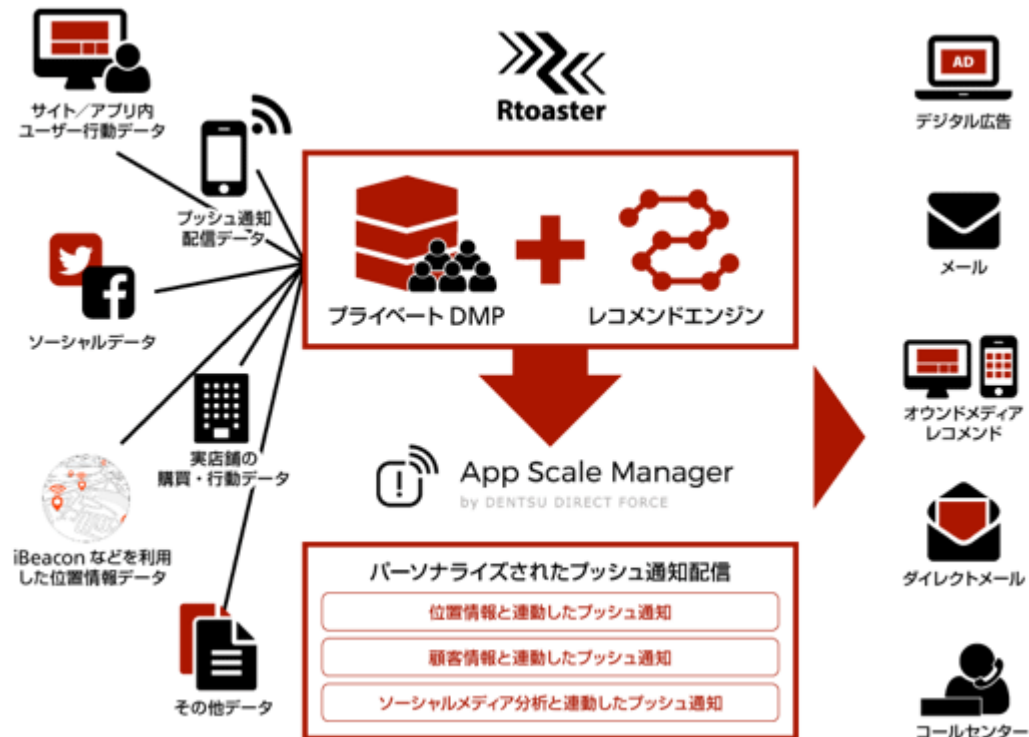 サイト／アプリ内
ユーザー行動データ
プッシュ通知
配信データ
ソーシャルデータ
実店舗の
購買・行動データ
iBeacon などを利用
した位置情報データ
その他データ
Rtoaster
プライベート DMP
レコメンドエンジン
App Scale Manager
by DENTSU DIRECT FORCE
パーソナライズされたプッシュ通知配信
位置情報と連動したプッシュ通知
顧客情報と連動したプッシュ通知
ソーシャルメディア分析と連動したプッシュ通知
AD
デジタル広告
メール
オウンドメディア
レコメンド
ダイレクトメール
コールセンター